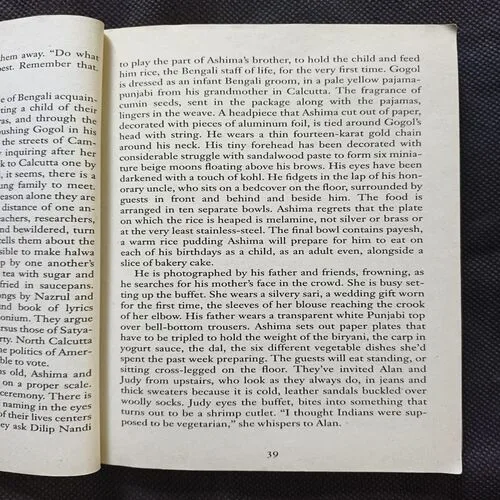 them away. "Do what
best. Remember that.
e of Bengali acquain-
ting a child of their
as, and through the
pushing Gogol in his
the streets of Cam-
r inquiring after her
k to Calcutta one by
, it seems, there is a
ung family to meet.
eason alone they are
distance of one an-
eachers, researchers,
nd bewildered, turn
tells them about the
ssible to make halwa
op by one another's
tea with sugar and
fried in saucepans.
ngs by Nazrul and
und book of lyrics
onium. They argue
ersus those of Satya-
rty. North Calcutta
e politics of Amer-
ble to vote.
s old, Ashima and
on a proper scale.
ceremony. There is
naming in the eyes
of their lives centers
ey ask Dilip Nandi
to play the part of Ashima's brother, to hold the child and feed
him rice, the Bengali staff of life, for the very first time. Gogol
is dressed as an infant Bengali groom, in a pale yellow pajama-
punjabi from his grandmother in Calcutta. The fragrance of
cumin seeds, sent in the package along with the pajamas,
lingers in the weave. A headpiece that Ashima cut out of paper,
decorated with pieces of aluminum foil, is tied around Gogol's
head with string. He wears a thin fourteen-karat gold chain
around his neck. His tiny forehead has been decorated with
considerable struggle with sandalwood paste to form six minia-
ture beige moons floating above his brows. His eyes have been
darkened with a touch of kohl. He fidgets in the lap of his hon-
orary uncle, who sits on a bedcover on the floor, surrounded by
guests in front and behind and beside him. The food is
arranged in ten separate bowls. Ashima regrets that the plate
on which the rice is heaped is melamine, not silver or brass or
at the very least stainless-steel. The final bowl contains payesh,
a warm rice pudding Ashima will prepare for him to eat on
each of his birthdays as a child, as an adult even, alongside a
slice of bakery cake.
He is photographed by his father and friends, frowning, as
he searches for his mother's face in the crowd. She is busy set-
ting up the buffet. She wears a silvery sari, a wedding gift worn
for the first time, the sleeves of her blouse reaching the crook
of her elbow. His father wears a transparent white Punjabi top
over bell-bottom trousers. Ashima sets out paper plates that
have to be tripled to hold the weight of the biryani, the carp in
yogurt sauce, the dal, the six different vegetable dishes she'd
spent the past week preparing. The guests will eat standing, or
sitting cross-legged on the floor. They've invited Alan and
Judy from upstairs, who look as they always do, in jeans and
thick sweaters because it is cold, leather sandals buckled over
woolly socks. Judy eyes the buffet, bites into something that
turns out to be a shrimp cutlet. "I thought Indians were sup-
posed to be vegetarian," she whispers to Alan.
39